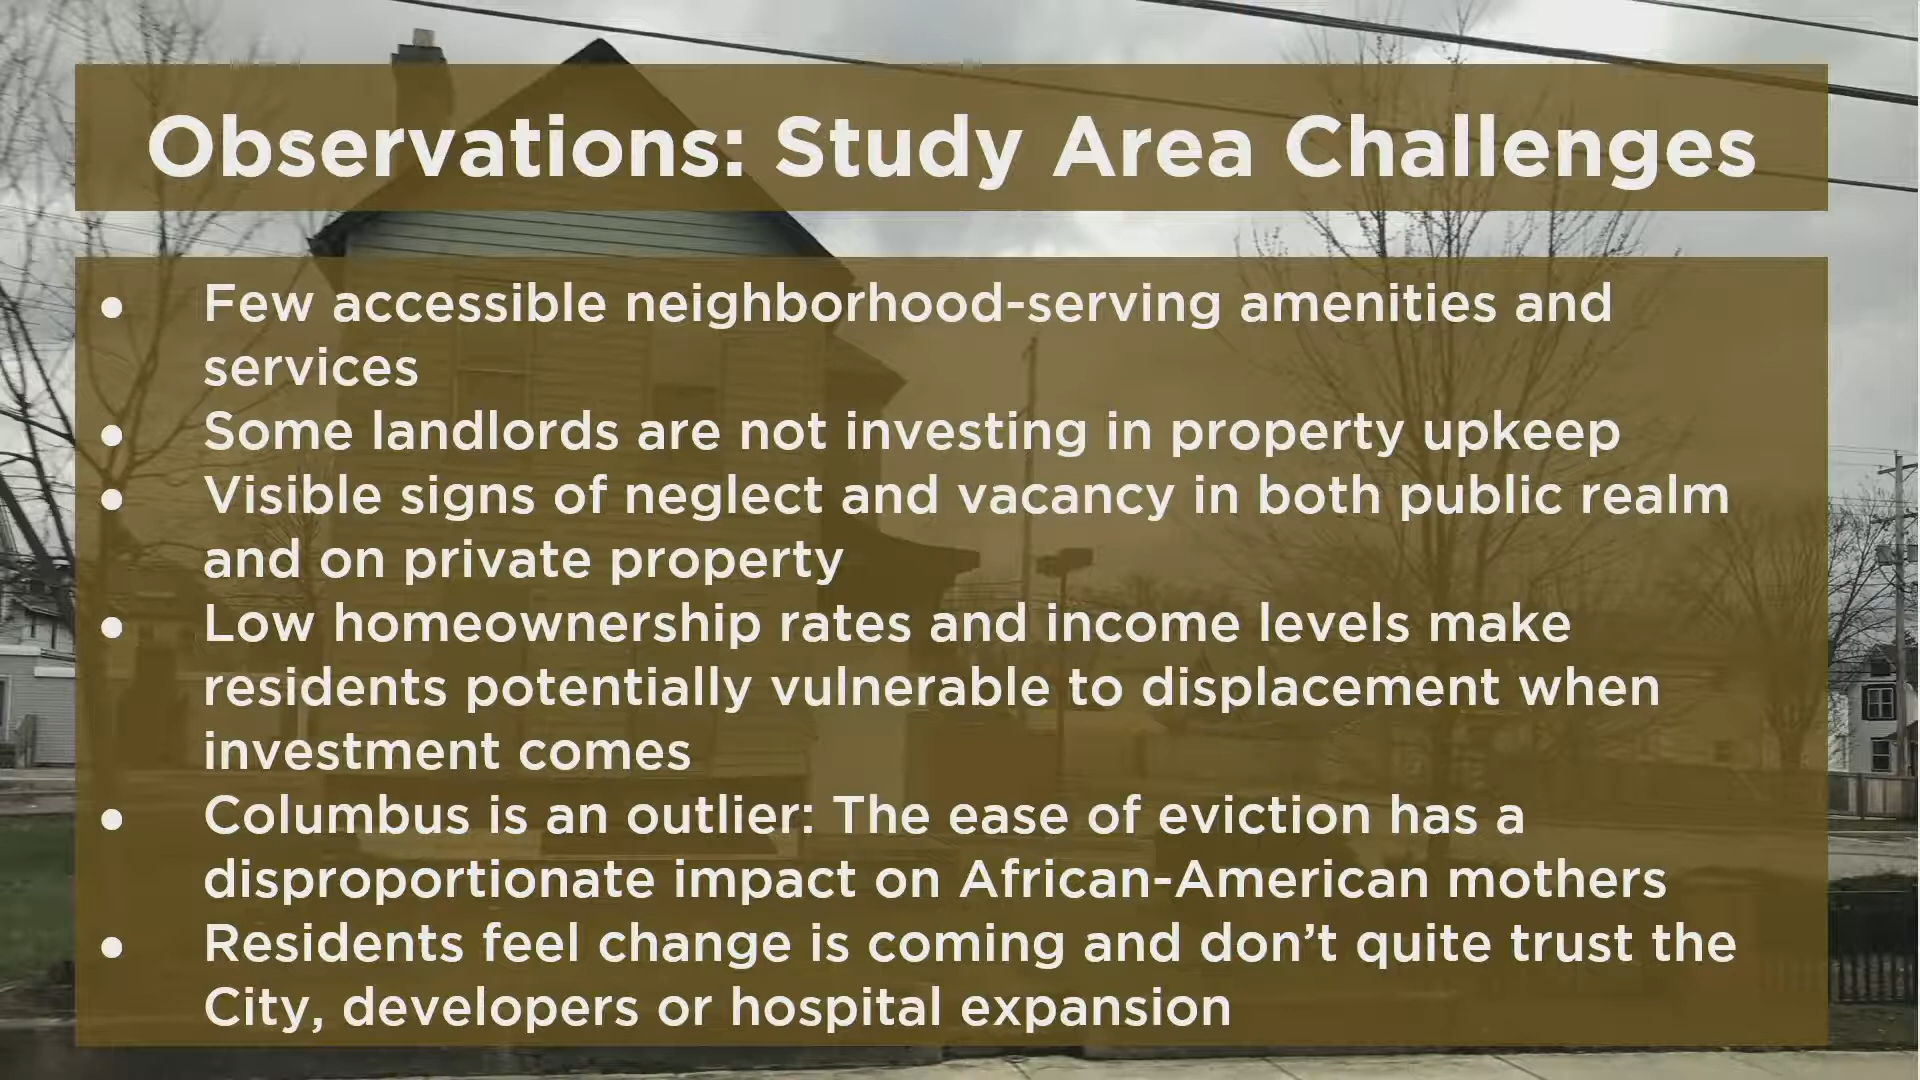 Observations: Study Area Challenges
● Few accessible neighborhood-serving amenities and
services
● Some landlords are not investing in property upkeep
● Visible signs of neglect and vacancy in both public realm
and on private property
● Low homeownership rates and income levels make
residents potentially vulnerable to displacement when
investment comes
● Columbus is an outlier: The ease of eviction has a
disproportionate impact on African-American mothers
● Residents feel change is coming and don’t quite trust the
City, developers or hospital expansion